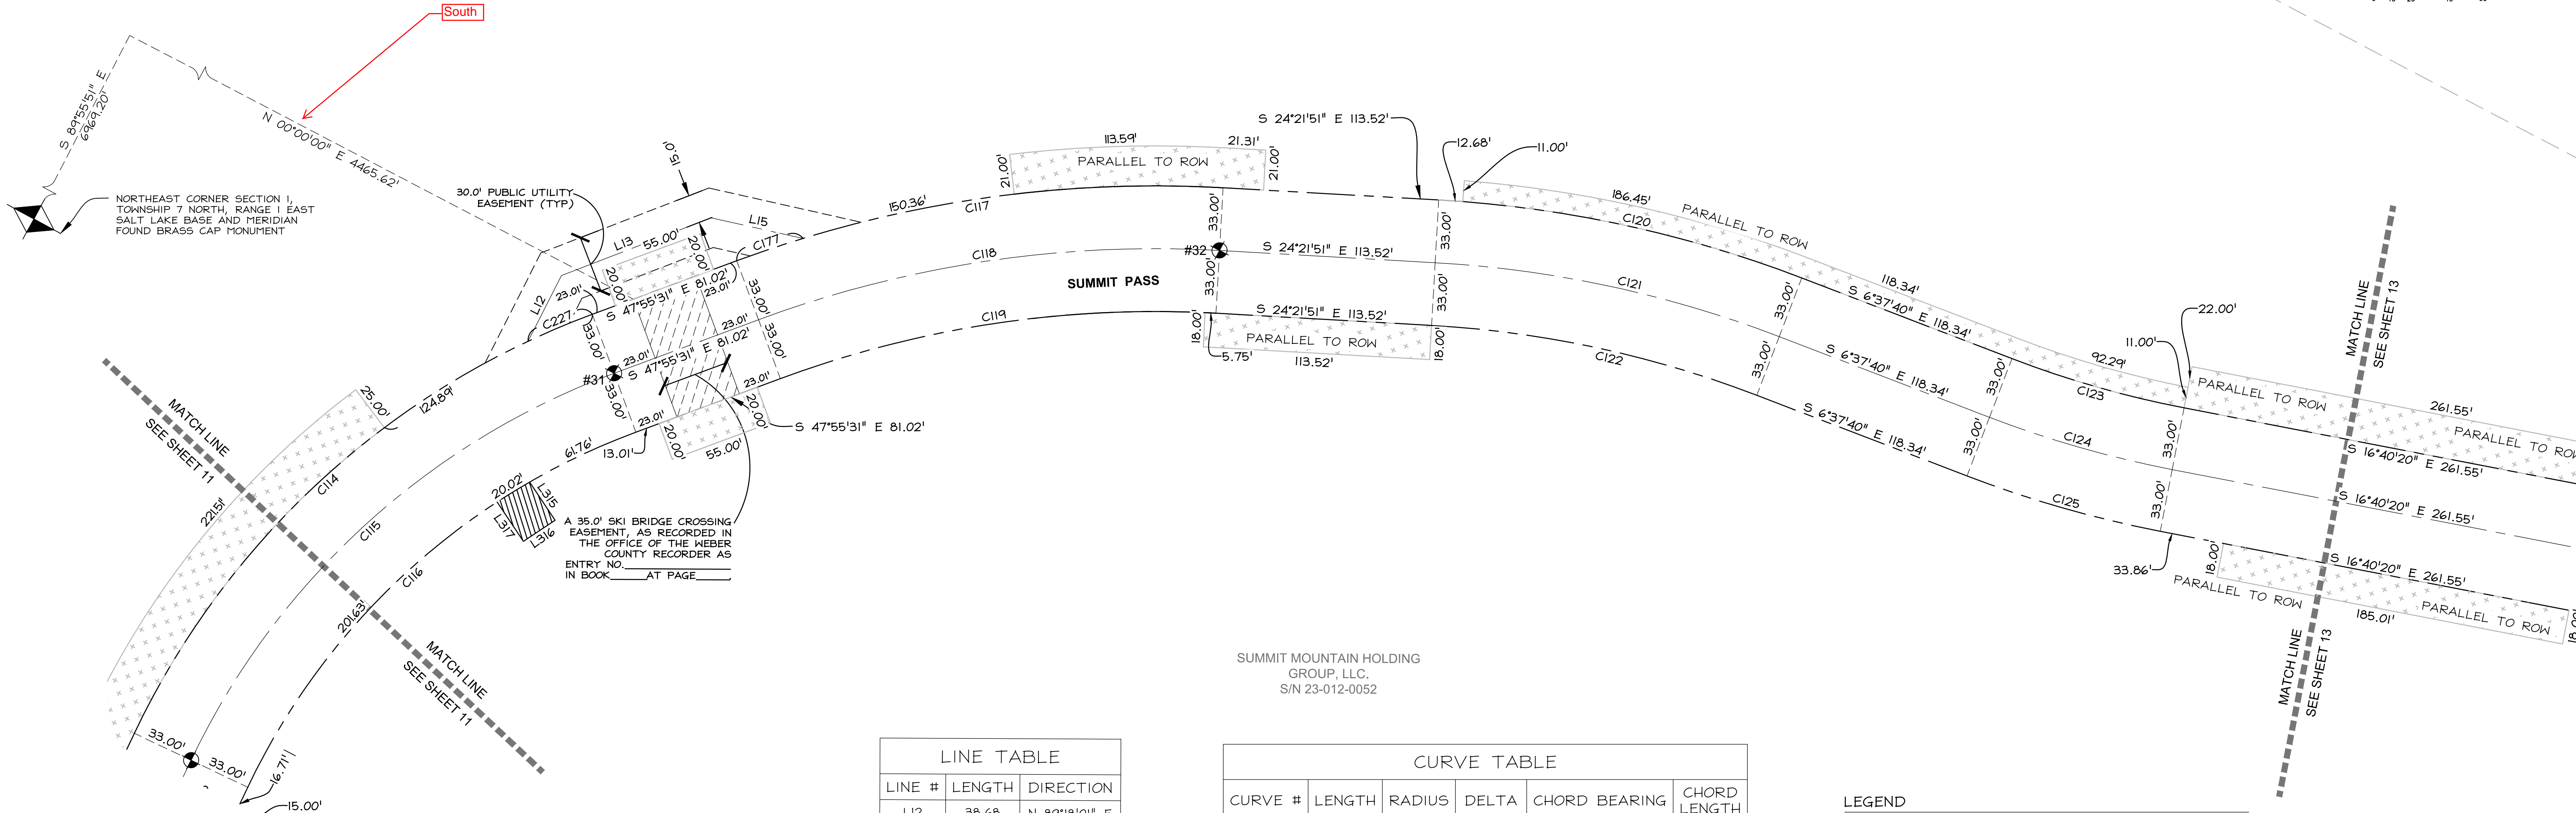 South
S 89°55'51" E
6969.20'
N 00°00'00" E 4465.62'
NORTHEAST CORNER SECTION 1,
TOWNSHIP 7 NORTH, RANGE 1 EAST
SALT LAKE BASE AND MERIDIAN
FOUND BRASS CAP MONUMENT
30.0' PUBLIC UTILITY
EASEMENT (TYP)
15.0'
L12
L13
55.00'
L15
20.00'
20.00'
C177
C227
23.01'
S 47°55'31" E 81.02'
23.01'
33.00'
33.00'
33.00'
33.00'
#31
23.01'
S 47°55'31" E 81.02'
23.01'
23.01'
13.01'
23.01'
20.00'
55.00'
20.00'
S 47°55'31" E 81.02'
61.76'
20.02'
L315
L316
L317
A 35.0' SKI BRIDGE CROSSING
EASEMENT, AS RECORDED IN
THE OFFICE OF THE WEBER
COUNTY RECORDER AS
ENTRY NO.
IN BOOK AT PAGE
25.00'
124.89'
221.51'
C114
C115
C116
201.63'
MATCH LINE
SEE SHEET 11
MATCH LINE
SEE SHEET 11
33.00'
33.00'
16.71'
15.00'
150.36'
C117
C118
C119
SUMMIT PASS
113.59'
21.31'
21.00'
PARALLEL TO ROW
21.00'
33.00'
#32
33.00'
S 24°21'51" E 113.52'
S 24°21'51" E 113.52'
S 24°21'51" E 113.52'
18.00'
PARALLEL TO ROW
18.00'
5.75'
113.52'
33.00'
33.00'
12.68'
11.00'
186.45'
PARALLEL TO ROW
C120
C121
C122
118.34'
S 6°37'40" E 118.34'
S 6°37'40" E 118.34'
S 6°37'40" E 118.34'
33.00'
33.00'
33.00'
33.00'
92.29'
C123
C124
C125
11.00'
22.00'
33.00'
33.00'
33.86'
PARALLEL TO ROW
261.55'
PARALLEL TO ROW
S 16°40'20" E 261.55'
S 16°40'20" E 261.55'
S 16°40'20" E 261.55'
18.00'
PARALLEL TO ROW
185.01'
PARALLEL TO ROW
18.00'
MATCH LINE
SEE SHEET 13
MATCH LINE
SEE SHEET 13
SUMMIT MOUNTAIN HOLDING
GROUP, LLC.
S/N 23-012-0052
LINE TABLE
LINE # LENGTH DIRECTION
L12 38.68
CURVE TABLE
CURVE # LENGTH RADIUS DELTA CHORD BEARING CHORD LENGTH
LEGEND